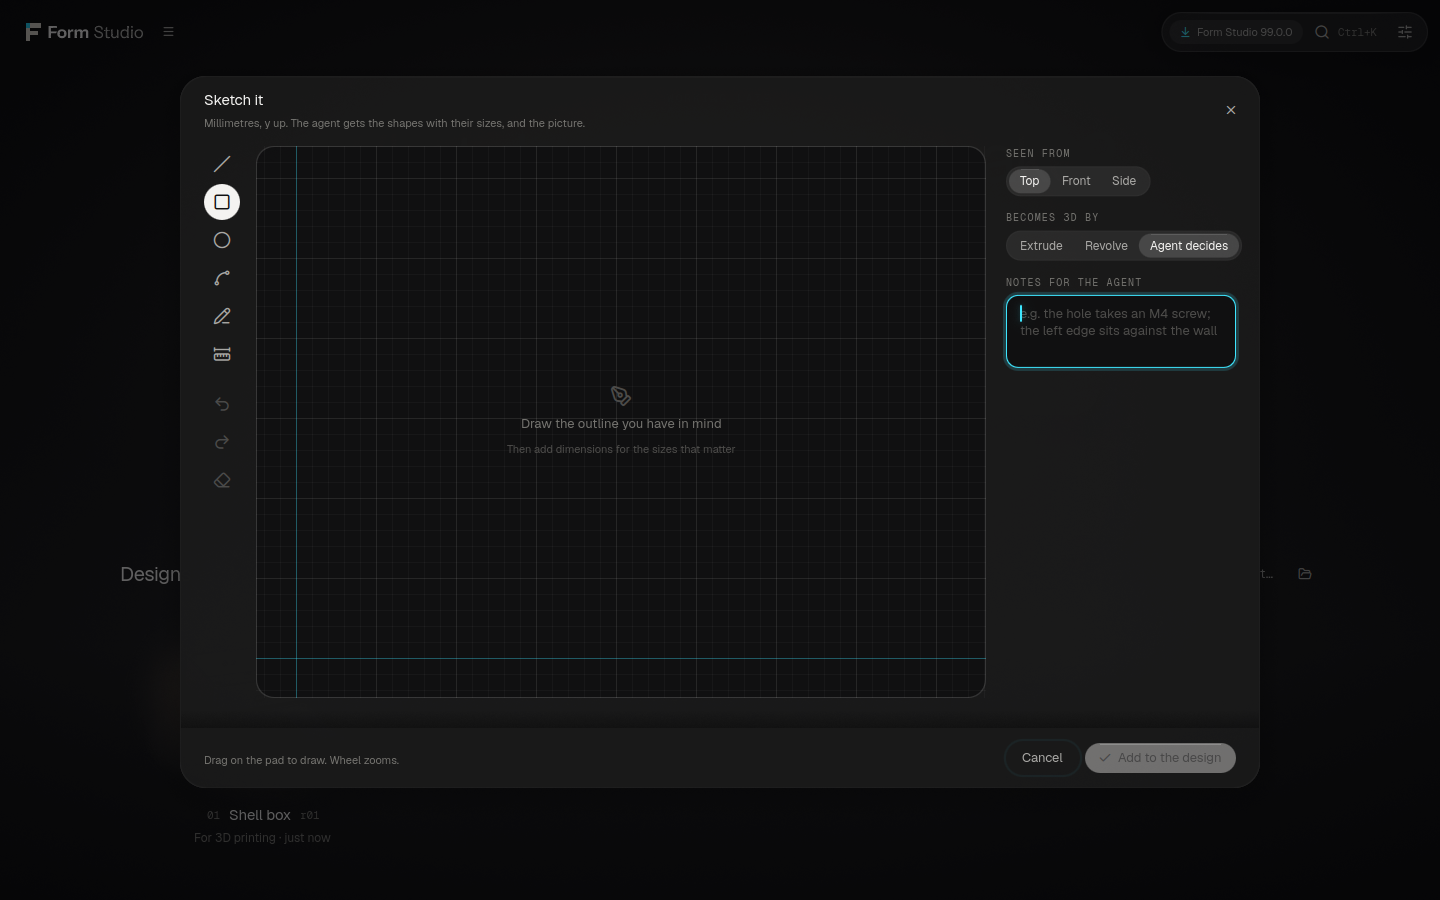 Form Studio
Form Studio 99.0.0
Ctrl+K
Sketch it
Millimetres, y up. The agent gets the shapes with their sizes, and the picture.
SEEN FROM
Top
Front
Side
BECOMES 3D BY
Extrude
Revolve
Agent decides
NOTES FOR THE AGENT
e.g. the hole takes an M4 screw;
the left edge sits against the wall
Draw the outline you have in mind
Then add dimensions for the sizes that matter
Design
t...
Drag on the pad to draw. Wheel zooms.
Cancel
Add to the design
01 Shell box r01
For 3D printing · just now